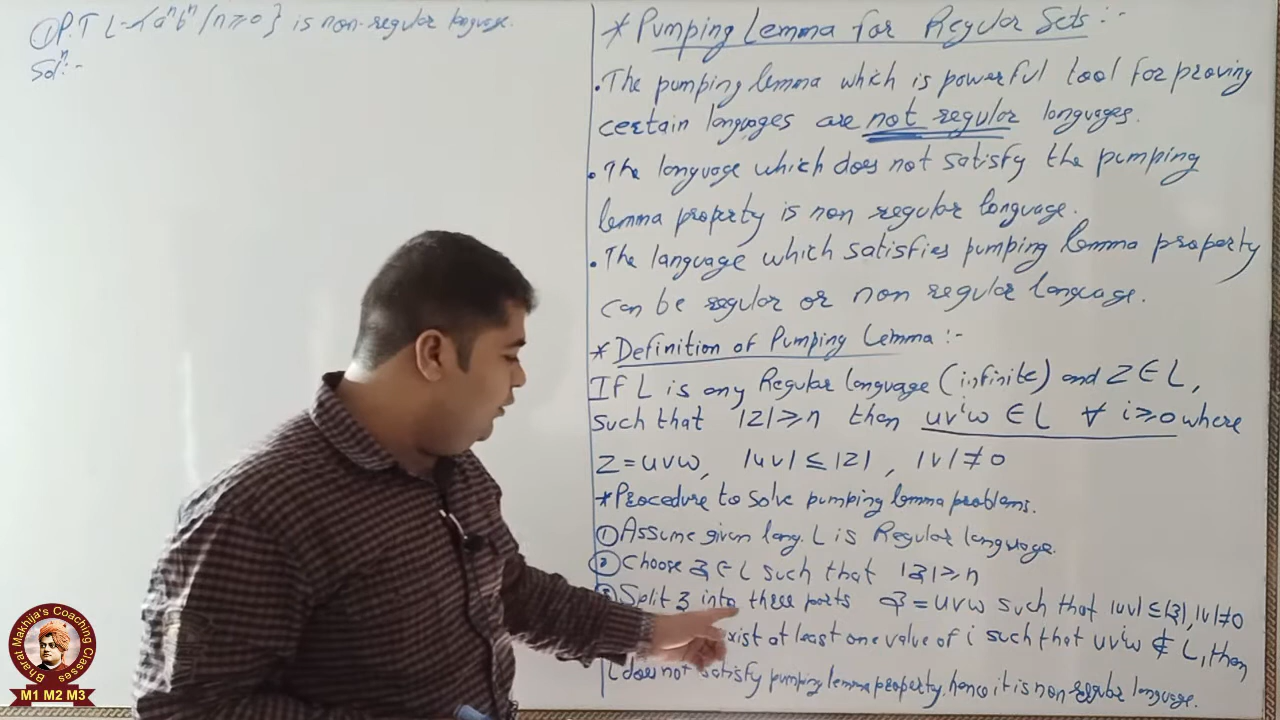 ① P.T L = { aⁿbⁿ / n ≥ 0 } is non-regular language.
Solⁿ:-
* Pumping Lemma for Regular Sets :-
• The pumping lemma which is powerful tool for proving
certain languages are not regular languages.
• The language which does not satisfy the pumping
lemma property is non regular language.
• The language which satisfies pumping lemma property
can be regular or non regular language.
* Definition of Pumping Lemma :-
If L is any Regular language (infinite) and Z ∈ L,
such that |Z| ≥ n then uvⁱw ∈ L ∀ i ≥ 0 where
Z = uvw, |uv| ≤ |Z| , |v| ≠ 0
* Procedure to solve pumping lemma problems.
① Assume given lang. L is Regular language.
② Choose z ∈ L such that |z| ≥ n
③ Split z into three parts z = uvw such that |uv| ≤ |z|, |v| ≠ 0
exist at least one value of i such that uvⁱw ∉ L, then
L does not satisfy pumping lemma property, hence it is non regular language.
Bharat Makhija's Coaching Classes
M1 M2 M3